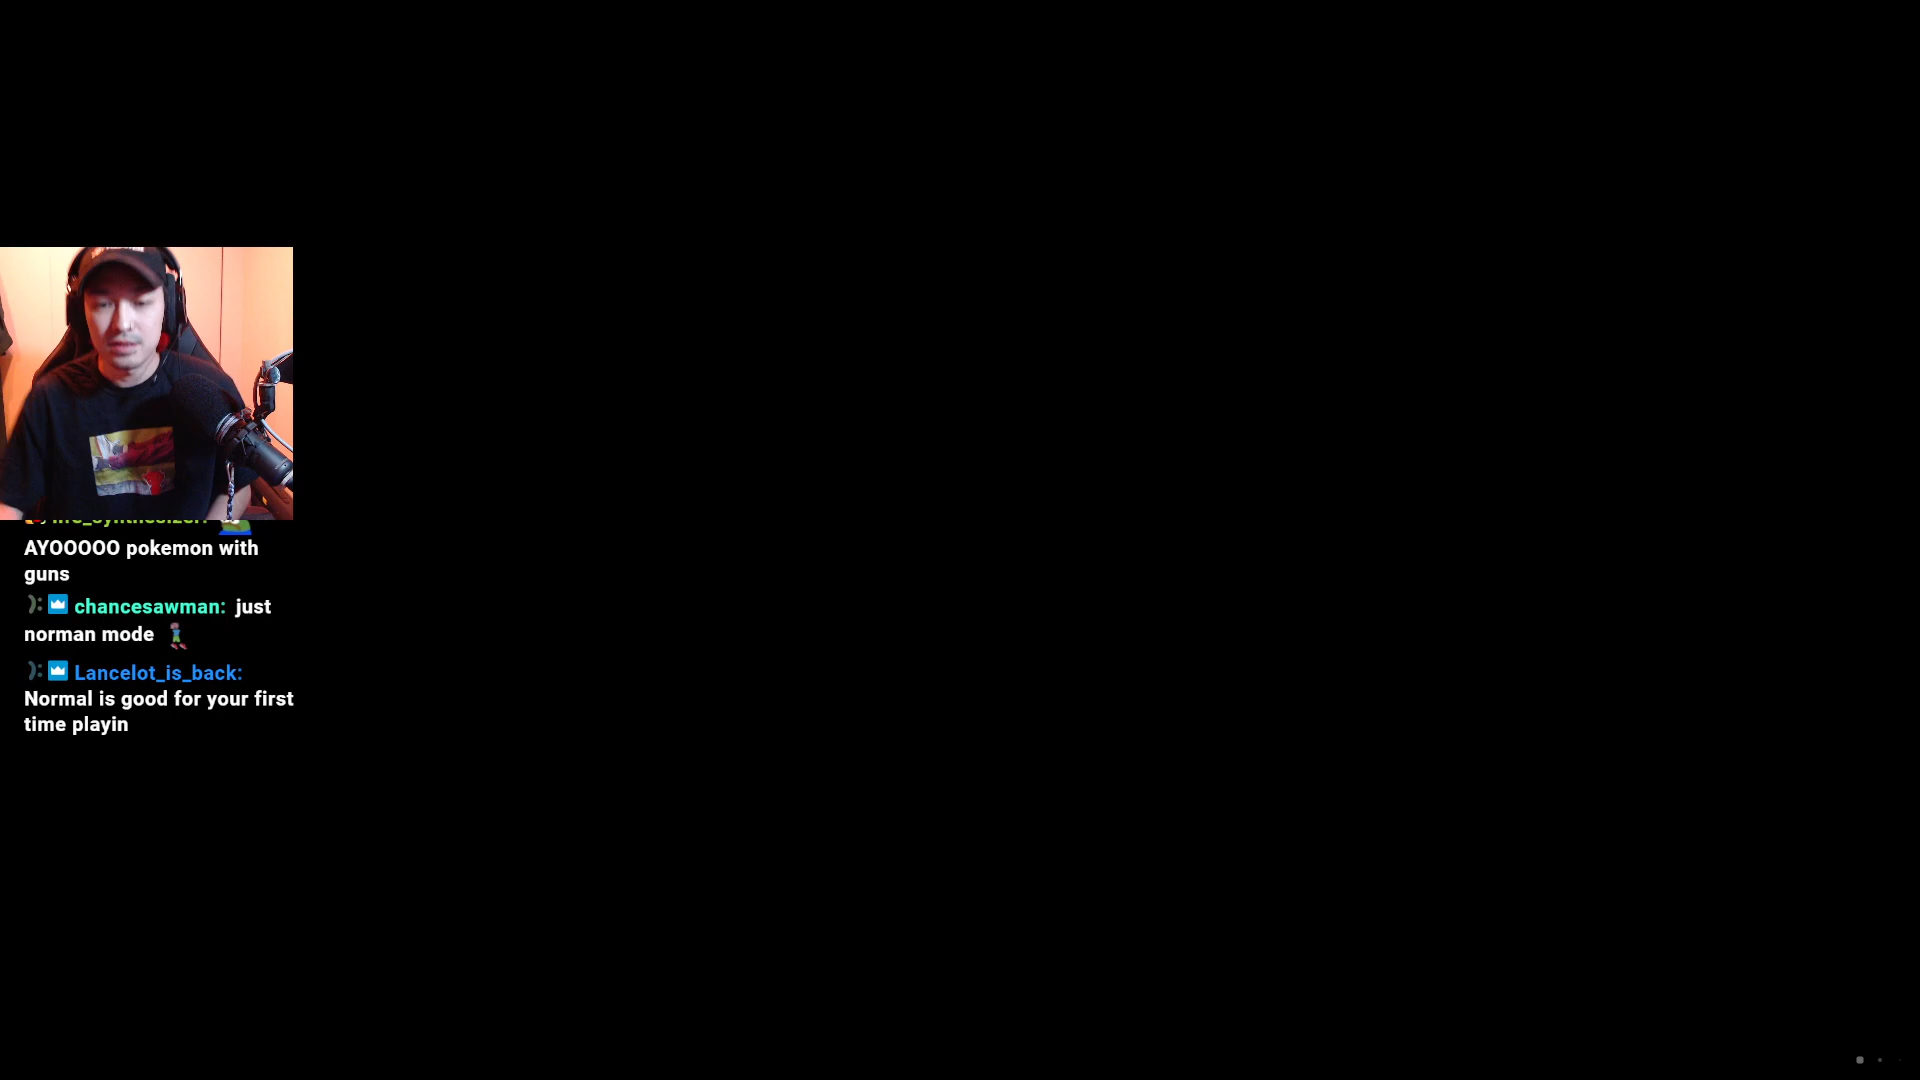 AYOOOOO pokemon with
guns
chancesawman: just
norman mode
Lancelot_is_back:
Normal is good for your first
time playin